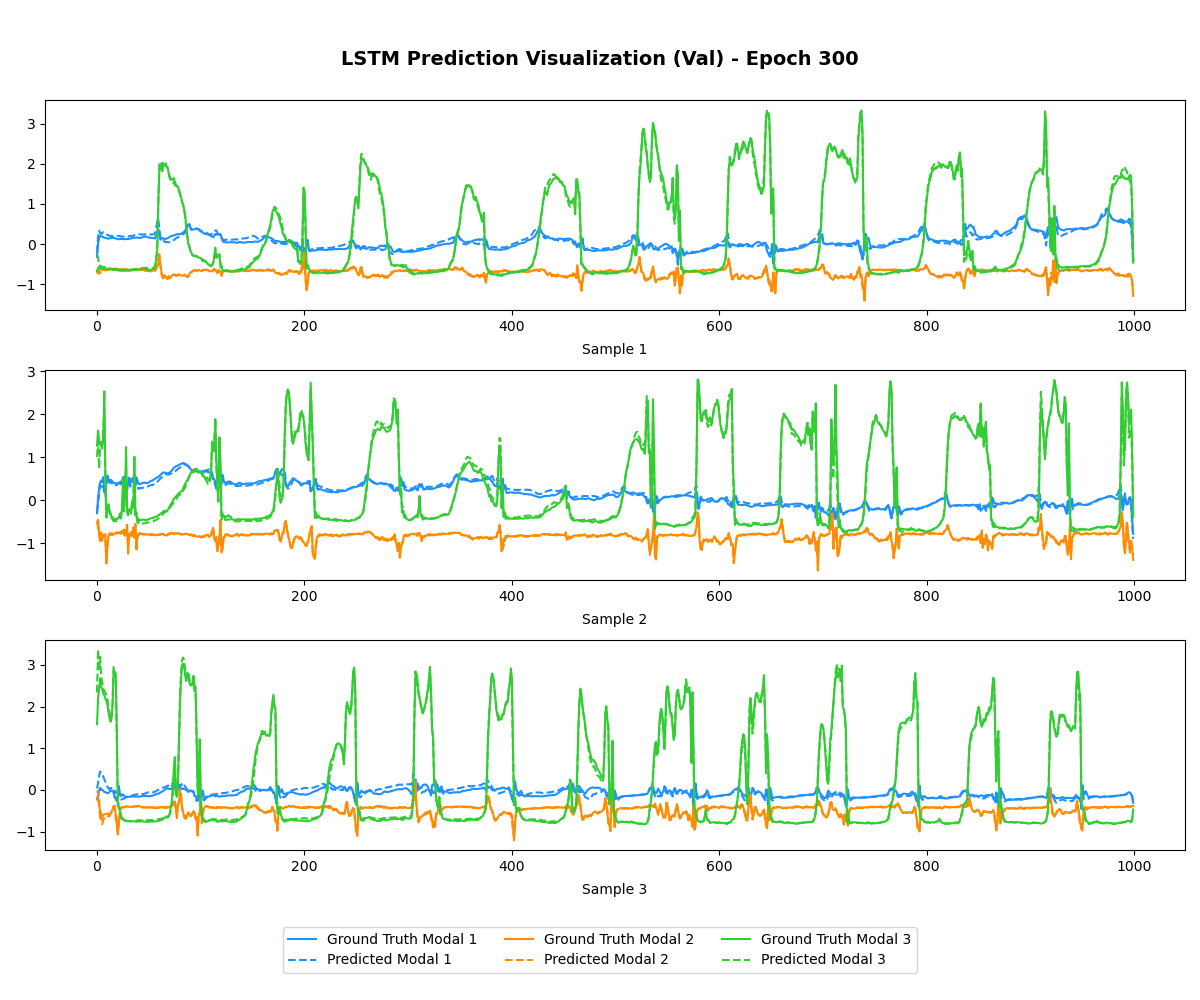 LSTM Prediction Visualization (Val) - Epoch 300
3
2
1
0
−1
0 200 400 600 800 1000
Sample 1
3
2
1
0
−1
0 200 400 600 800 1000
Sample 2
3
2
1
0
−1
0 200 400 600 800 1000
Sample 3
Ground Truth Modal 1 Ground Truth Modal 2 Ground Truth Modal 3
Predicted Modal 1 Predicted Modal 2 Predicted Modal 3